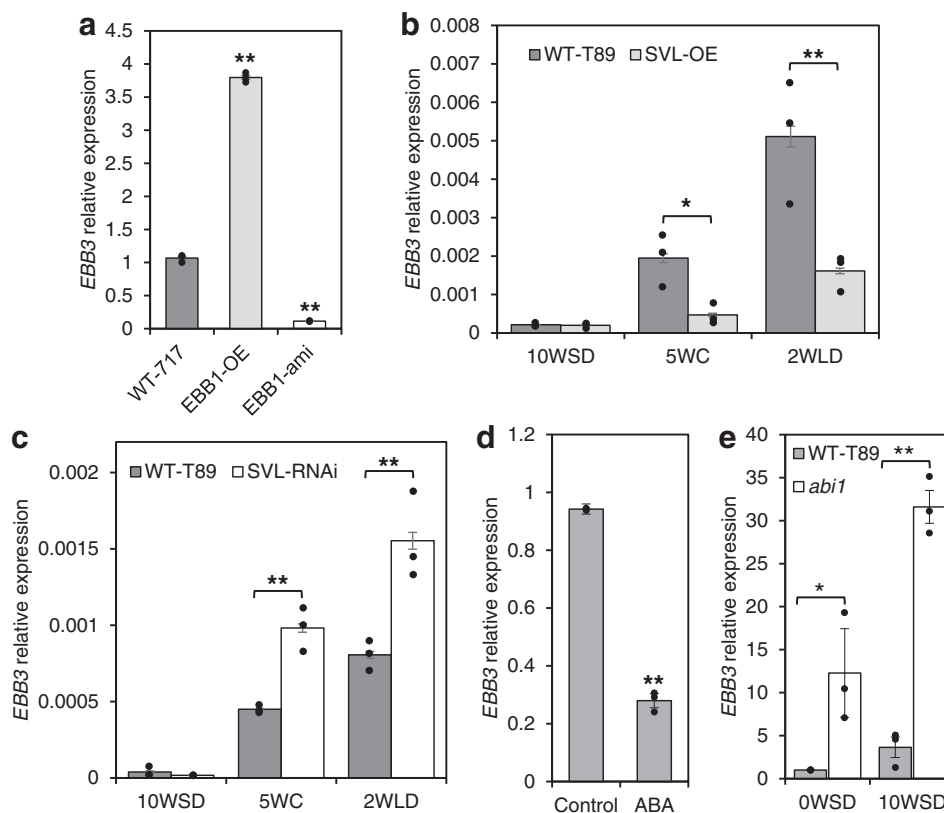 a
EBB3 relative expression
4.5
4
3.5
3
2.5
2
1.5
1
0.5
0
**
**
WT-717
EBB1-OE
EBB1-ami
b
EBB3 relative expression
0.008
0.007
0.006
0.005
0.004
0.003
0.002
0.001
0.000
WT-T89 SVL-OE
*
**
10WSD 5WC 2WLD
c
EBB3 relative expression
0.002
0.0015
0.001
0.0005
0
WT-T89 SVL-RNAi
**
**
10WSD 5WC 2WLD
d
EBB3 relative expression
1.2
1
0.8
0.6
0.4
0.2
0
**
Control ABA
e
EBB3 relative expression
40
35
30
25
20
15
10
5
0
WT-T89
abi1
*
**
0WSD 10WSD